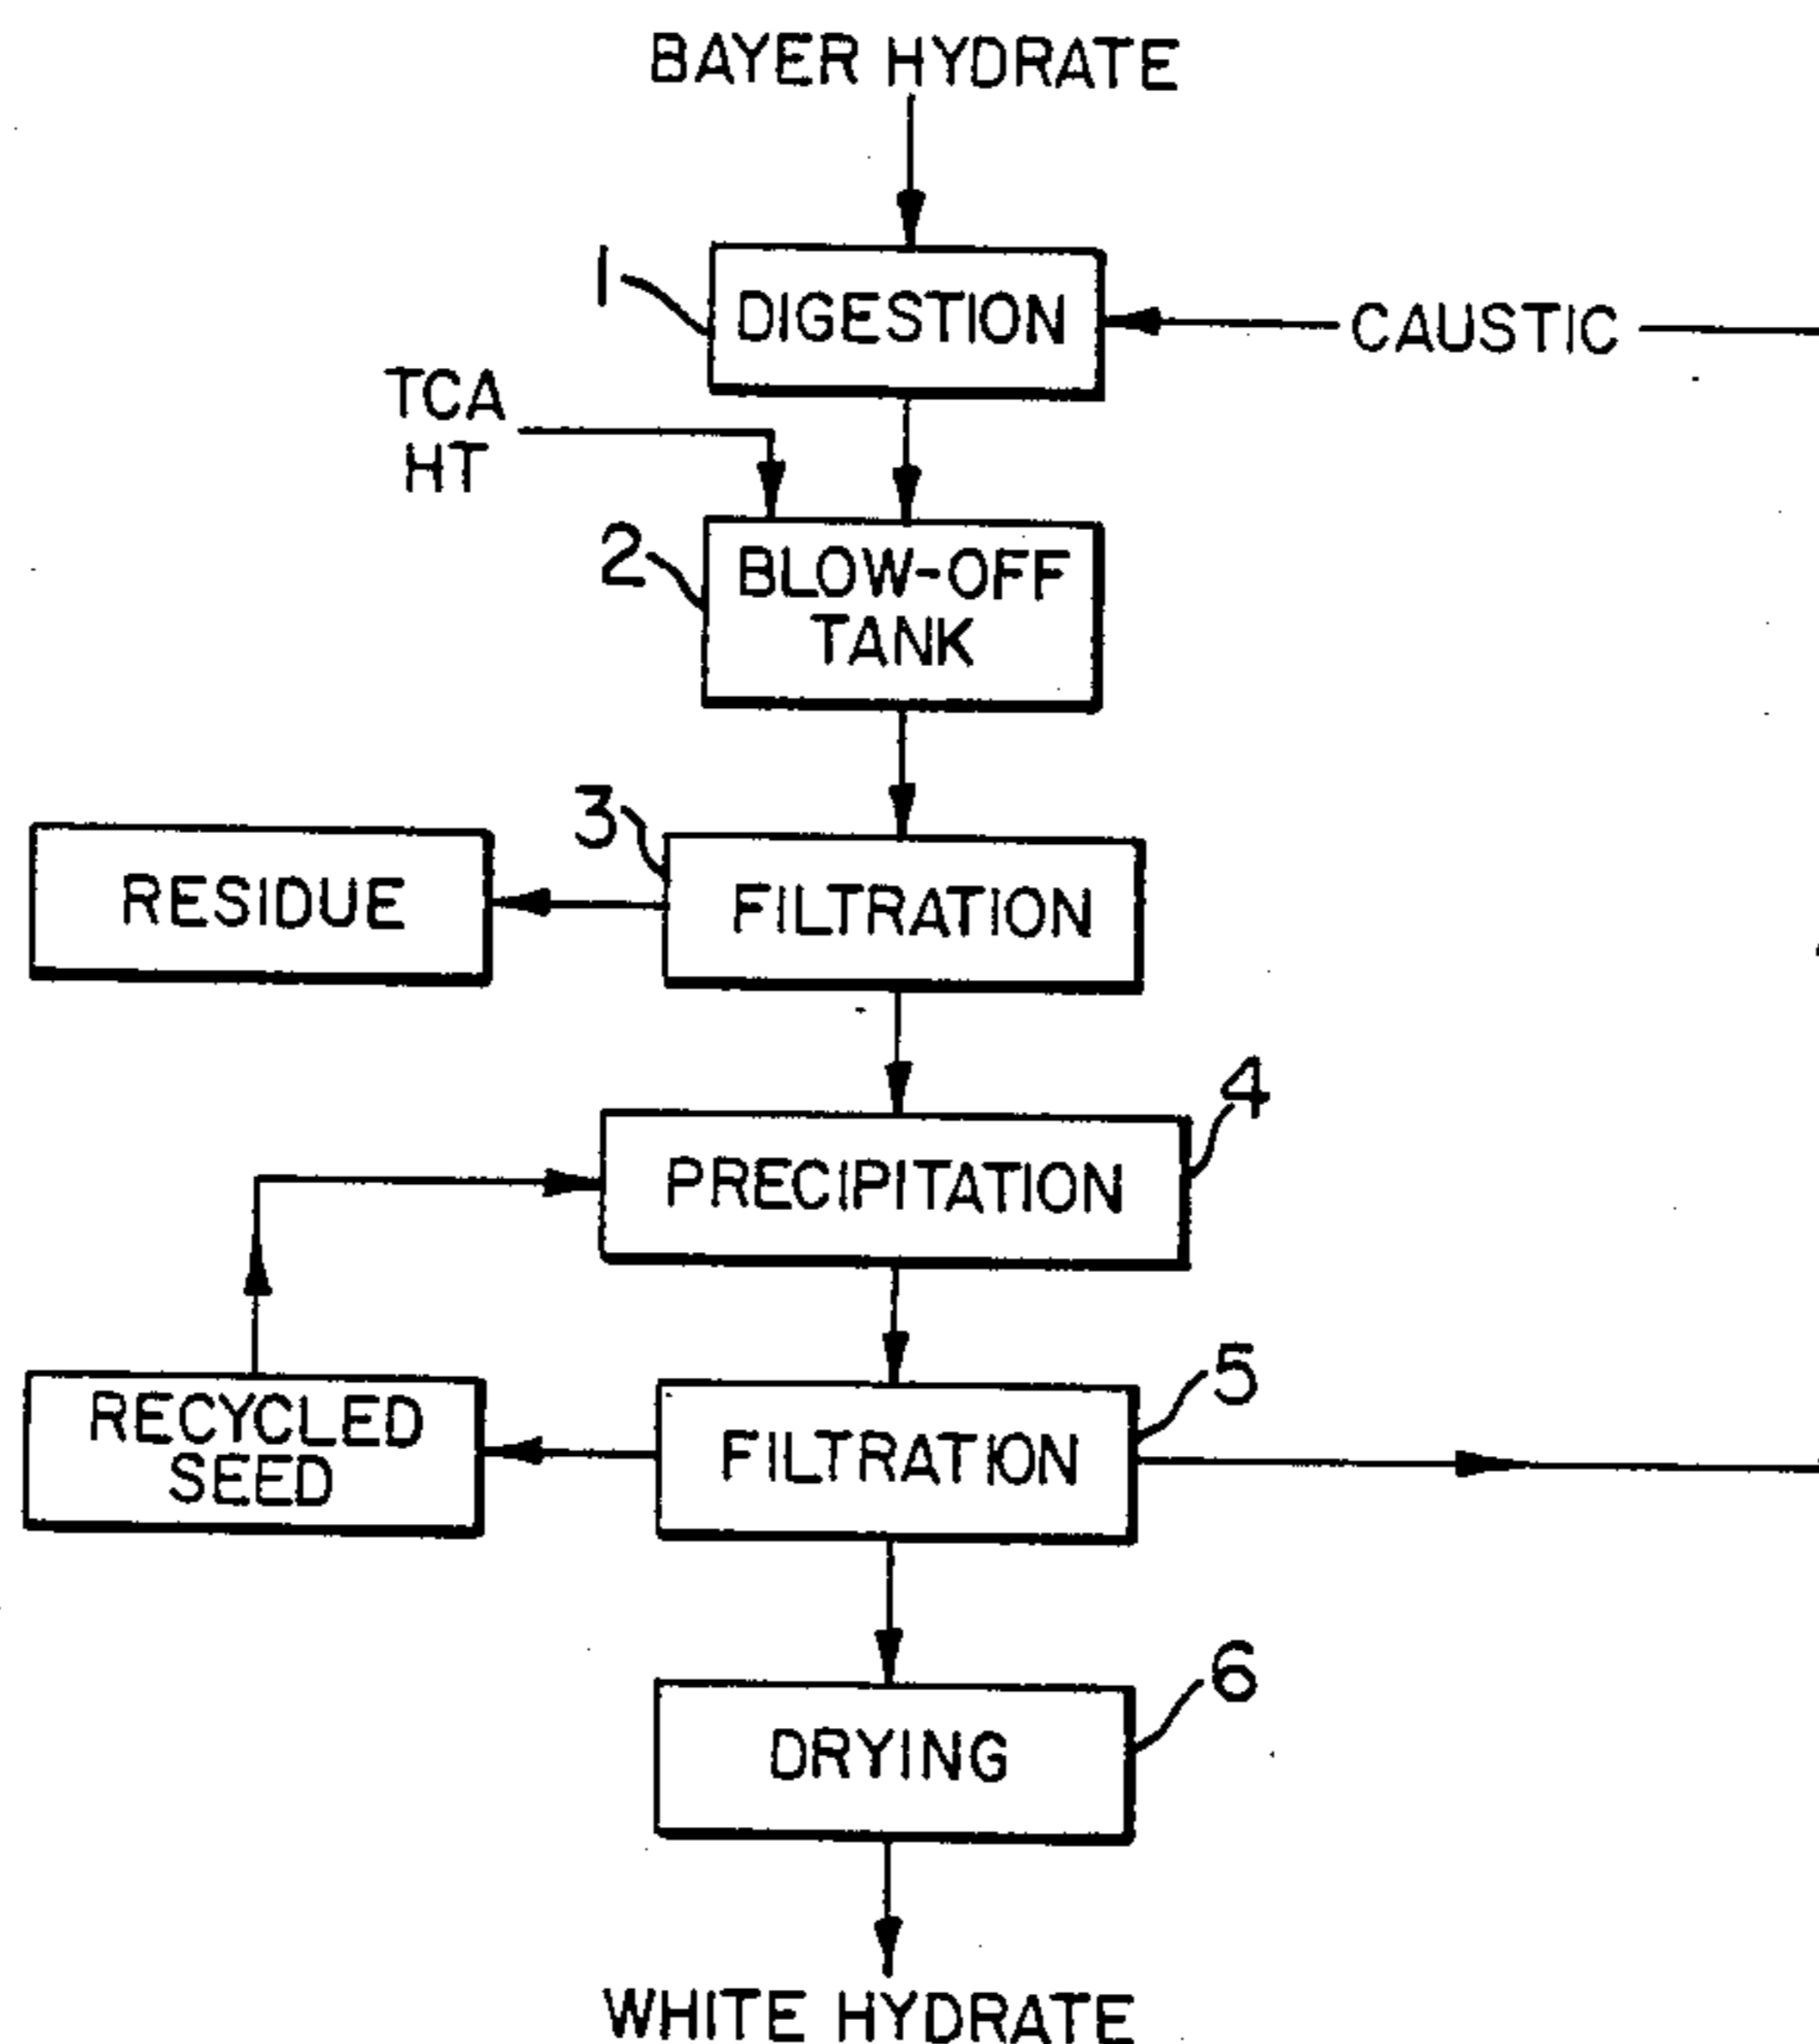 BAYER HYDRATE
1
DIGESTION
CAUSTIC
TCA
HT
2
BLOW-OFF
TANK
3
RESIDUE
FILTRATION
4
PRECIPITATION
5
RECYCLED
SEED
FILTRATION
6
DRYING
WHITE HYDRATE